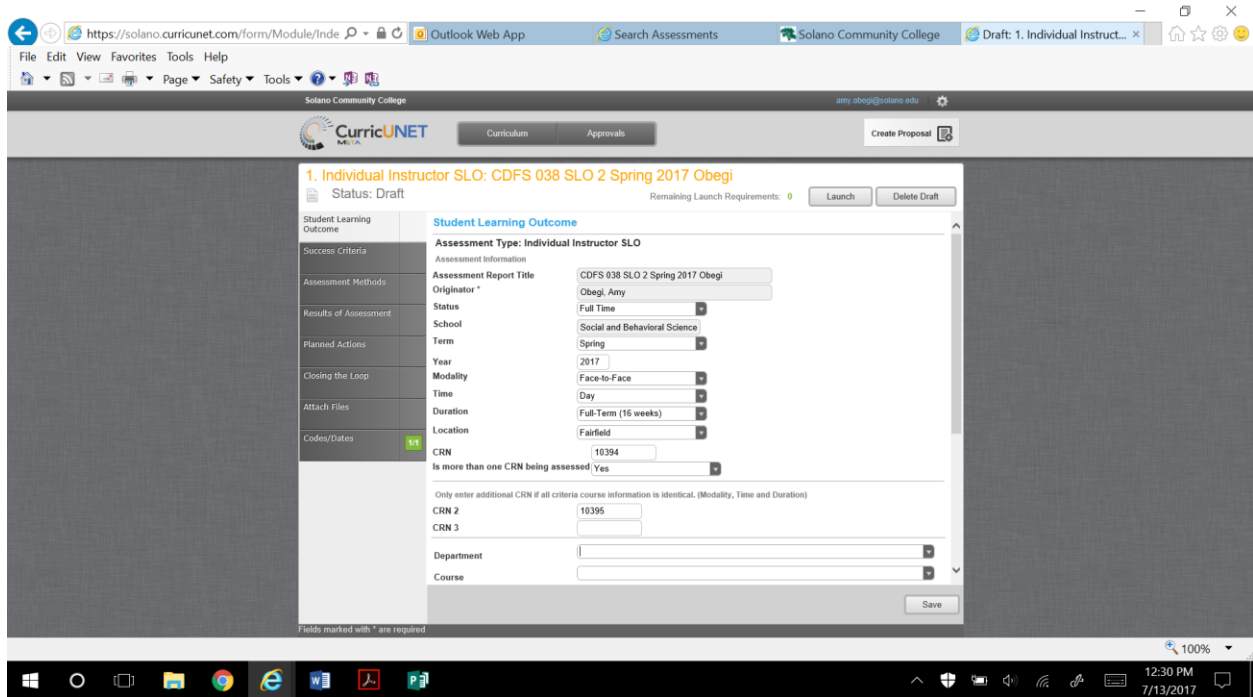 https://solano.curricunet.com/form/Module/Inde
Outlook Web App
Search Assessments
Solano Community College
Draft: 1. Individual Instruct...
File Edit View Favorites Tools Help
Page Safety Tools
Solano Community College
amy.obegi@solano.edu
CurricUNET
META
Curriculum
Approvals
Create Proposal
1. Individual Instructor SLO: CDFS 038 SLO 2 Spring 2017 Obegi
Status: Draft
Remaining Launch Requirements: 0
Launch
Delete Draft
Student Learning
Outcome
Success Criteria
Assessment Methods
Results of Assessment
Planned Actions
Closing the Loop
Attach Files
Codes/Dates
1/1
Student Learning Outcome
Assessment Type: Individual Instructor SLO
Assessment Information
Assessment Report Title CDFS 038 SLO 2 Spring 2017 Obegi
Originator * Obegi, Amy
Status Full Time
School Social and Behavioral Science
Term Spring
Year 2017
Modality Face-to-Face
Time Day
Duration Full-Term (16 weeks)
Location Fairfield
CRN 10394
Is more than one CRN being assessed Yes
Only enter additional CRN if all criteria course information is identical. (Modality, Time and Duration)
CRN 2 10395
CRN 3
Department
Course
Save
Fields marked with * are required
100%
12:30 PM
7/13/2017